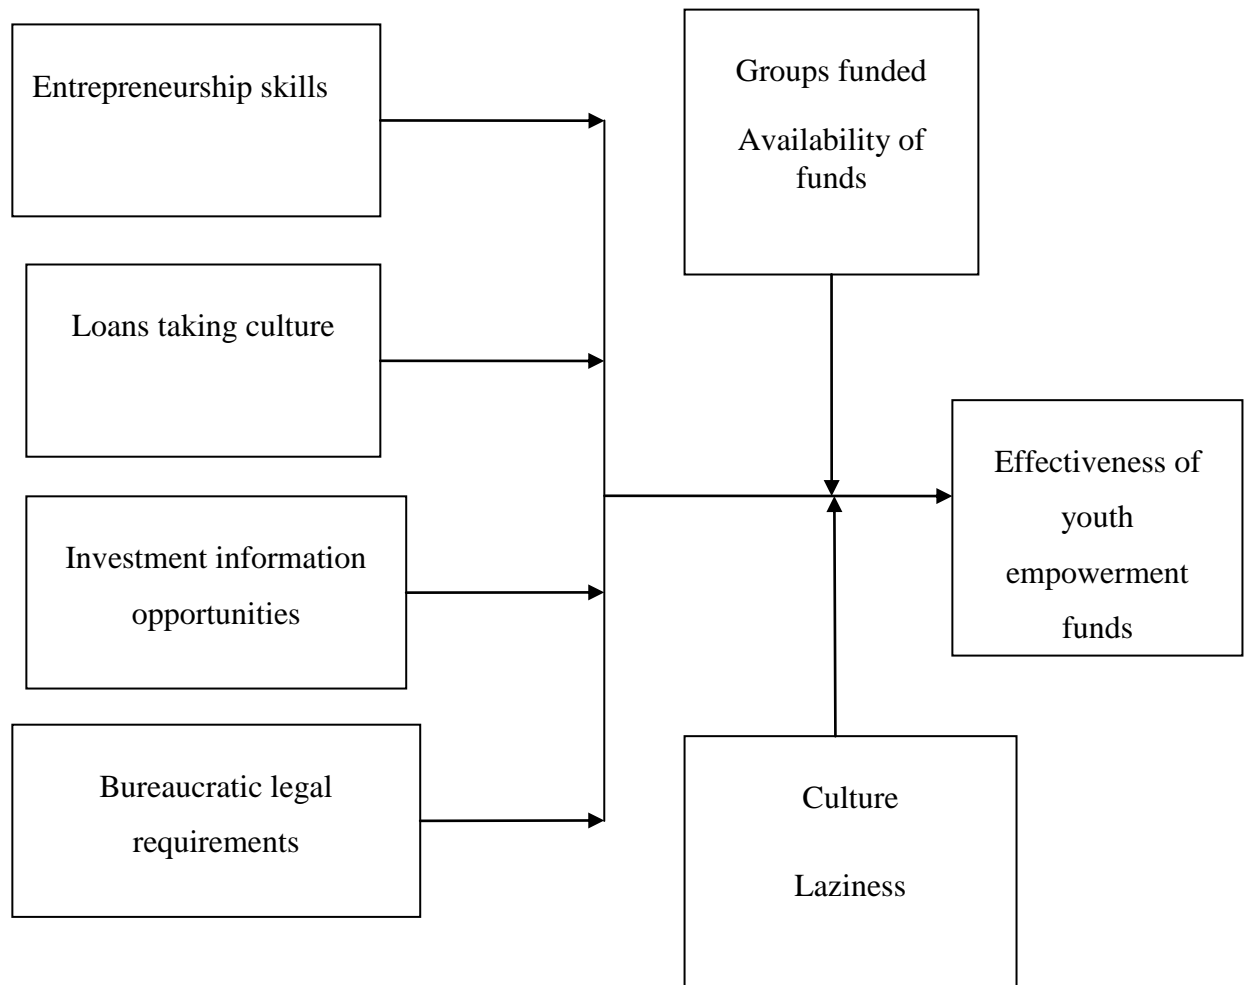 Entrepreneurship skills
Loans taking culture
Investment information
opportunities
Bureaucratic legal
requirements
Groups funded
Availability of
funds
Culture
Laziness
Effectiveness of
youth
empowerment
funds